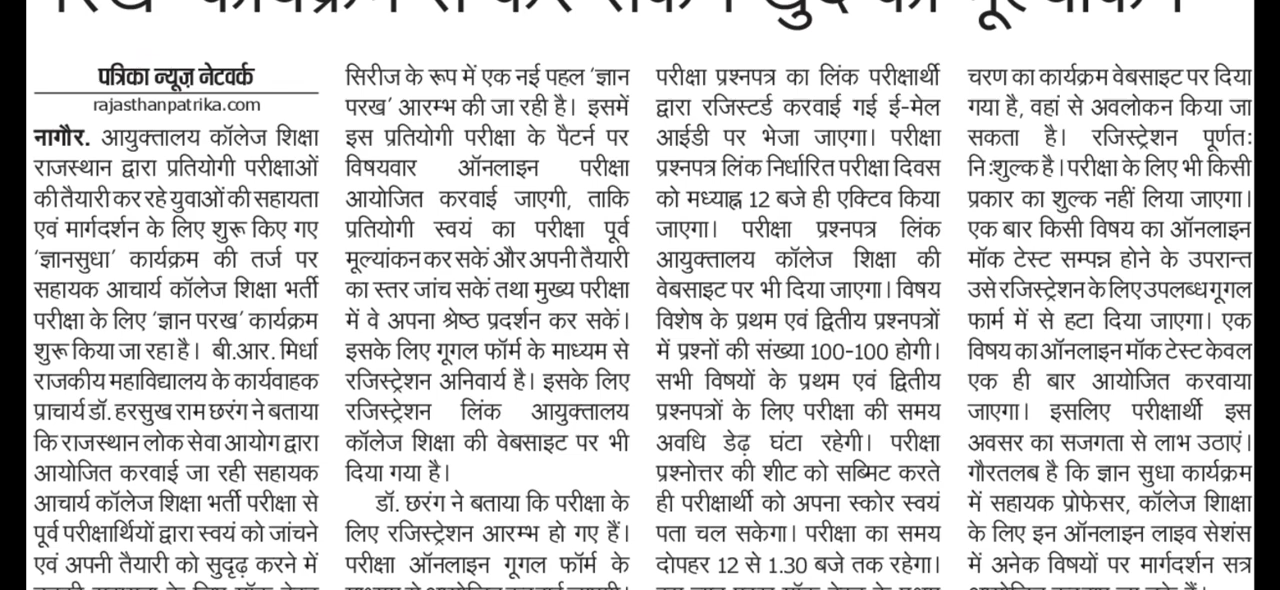 परख' कार्यक्रम से कर सकेंगे खुद का मूल्यांकन
पत्रिका न्यूज़ नेटवर्क
rajasthanpatrika.com
नागौर. आयुक्तालय कॉलेज शिक्षा
राजस्थान द्वारा प्रतियोगी परीक्षाओं
की तैयारी कर रहे युवाओं की सहायता
एवं मार्गदर्शन के लिए शुरू किए गए
'ज्ञानसुधा' कार्यक्रम की तर्ज पर
सहायक आचार्य कॉलेज शिक्षा भर्ती
परीक्षा के लिए 'ज्ञान परख' कार्यक्रम
शुरू किया जा रहा है। बी.आर. मिर्धा
राजकीय महाविद्यालय के कार्यवाहक
प्राचार्य डॉ. हरसुख राम छरंग ने बताया
कि राजस्थान लोक सेवा आयोग द्वारा
आयोजित करवाई जा रही सहायक
आचार्य कॉलेज शिक्षा भर्ती परीक्षा से
पूर्व परीक्षार्थियों द्वारा स्वयं को जांचने
एवं अपनी तैयारी को सुदृढ़ करने में
सिरीज के रूप में एक नई पहल 'ज्ञान
परख' आरम्भ की जा रही है। इसमें
इस प्रतियोगी परीक्षा के पैटर्न पर
विषयवार ऑनलाइन परीक्षा
आयोजित करवाई जाएगी, ताकि
प्रतियोगी स्वयं का परीक्षा पूर्व
मूल्यांकन कर सकें और अपनी तैयारी
का स्तर जांच सकें तथा मुख्य परीक्षा
में वे अपना श्रेष्ठ प्रदर्शन कर सकें।
इसके लिए गूगल फॉर्म के माध्यम से
रजिस्ट्रेशन अनिवार्य है। इसके लिए
रजिस्ट्रेशन लिंक आयुक्तालय
कॉलेज शिक्षा की वेबसाइट पर भी
दिया गया है।
डॉ. छरंग ने बताया कि परीक्षा के
लिए रजिस्ट्रेशन आरम्भ हो गए हैं।
परीक्षा ऑनलाइन गूगल फॉर्म के
परीक्षा प्रश्नपत्र का लिंक परीक्षार्थी
द्वारा रजिस्टर्ड करवाई गई ई-मेल
आईडी पर भेजा जाएगा। परीक्षा
प्रश्नपत्र लिंक निर्धारित परीक्षा दिवस
को मध्याह्न 12 बजे ही एक्टिव किया
जाएगा। परीक्षा प्रश्नपत्र लिंक
आयुक्तालय कॉलेज शिक्षा की
वेबसाइट पर भी दिया जाएगा। विषय
विशेष के प्रथम एवं द्वितीय प्रश्नपत्रों
में प्रश्नों की संख्या 100-100 होगी।
सभी विषयों के प्रथम एवं द्वितीय
प्रश्नपत्रों के लिए परीक्षा की समय
अवधि डेढ़ घंटा रहेगी। परीक्षा
प्रश्नोत्तर की शीट को सब्मिट करते
ही परीक्षार्थी को अपना स्कोर स्वयं
पता चल सकेगा। परीक्षा का समय
दोपहर 12 से 1.30 बजे तक रहेगा।
चरण का कार्यक्रम वेबसाइट पर दिया
गया है, वहां से अवलोकन किया जा
सकता है। रजिस्ट्रेशन पूर्णत:
नि:शुल्क है। परीक्षा के लिए भी किसी
प्रकार का शुल्क नहीं लिया जाएगा।
एक बार किसी विषय का ऑनलाइन
मॉक टेस्ट सम्पन्न होने के उपरान्त
उसे रजिस्ट्रेशन के लिए उपलब्ध गूगल
फार्म में से हटा दिया जाएगा। एक
विषय का ऑनलाइन मॉक टेस्ट केवल
एक ही बार आयोजित करवाया
जाएगा। इसलिए परीक्षार्थी इस
अवसर का सजगता से लाभ उठाएं।
गौरतलब है कि ज्ञान सुधा कार्यक्रम
में सहायक प्रोफेसर, कॉलेज शिाक्षा
के लिए इन ऑनलाइन लाइव सेशंस
में अनेक विषयों पर मार्गदर्शन सत्र